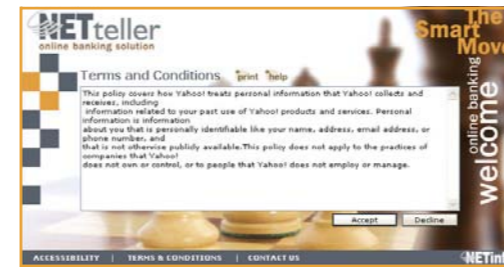 NETteller
online banking solution
The
Smart
Move
Terms and Conditions print help
This policy covers how Yahoo! treats personal information that Yahoo! collects and
receives, including
information related to your past use of Yahoo! products and services. Personal
information is information
about you that is personally identifiable like your name, address, email address, or
phone number, and
that is not otherwise publicly available.This policy does not apply to the practices of
companies that Yahoo!
does not own or control, or to people that Yahoo! does not employ or manage.
online banking
welcome
Accept Decline
ACCESSIBILITY | TERMS & CONDITIONS | CONTACT US
NETinf